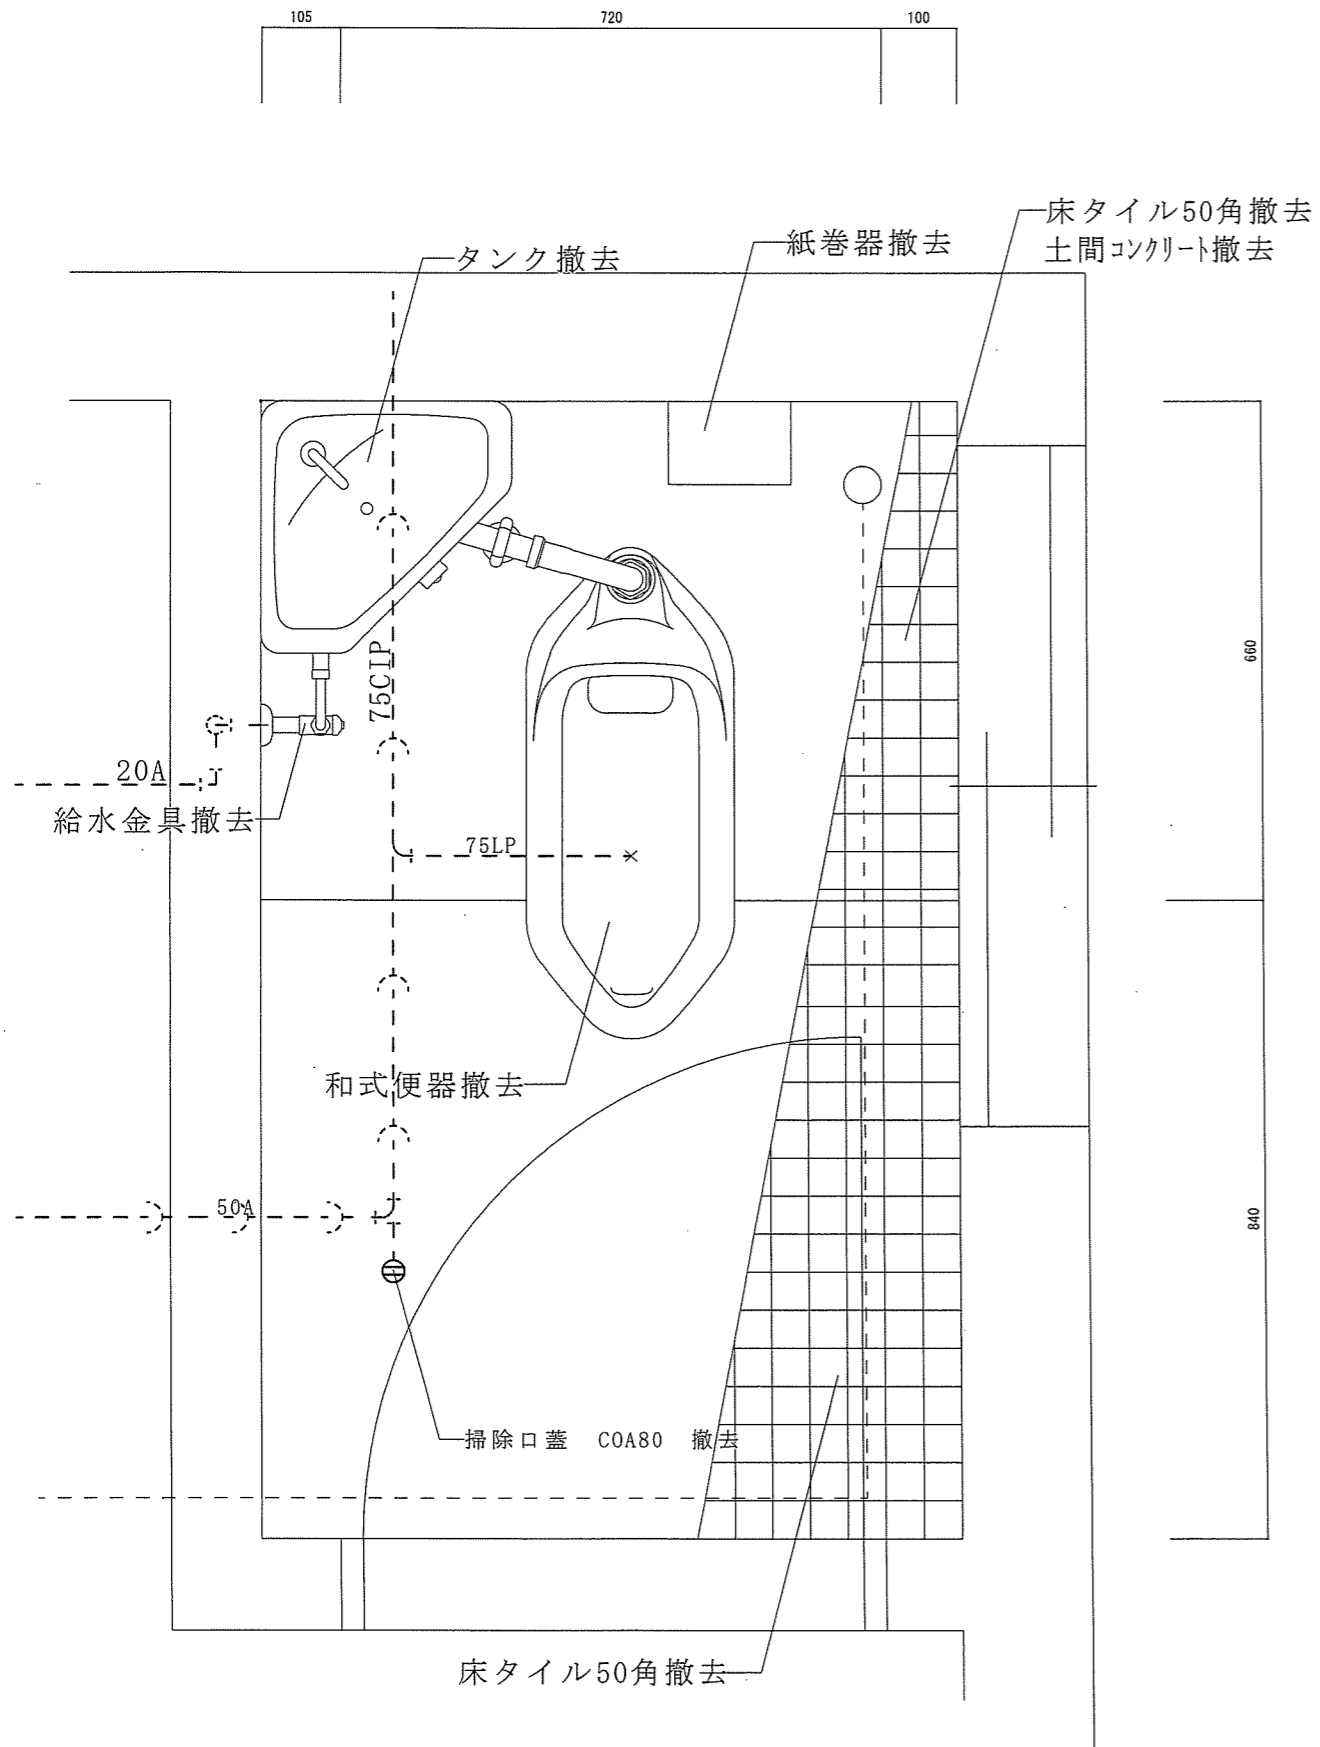 105
720
100
床タイル50角撤去
土間コンクリート撤去
紙巻器撤去
タンク撤去
75CIP
660
20A
給水金具撤去
75LP
和式便器撤去
50A
840
掃除口蓋 COA80 撤去
床タイル50角撤去